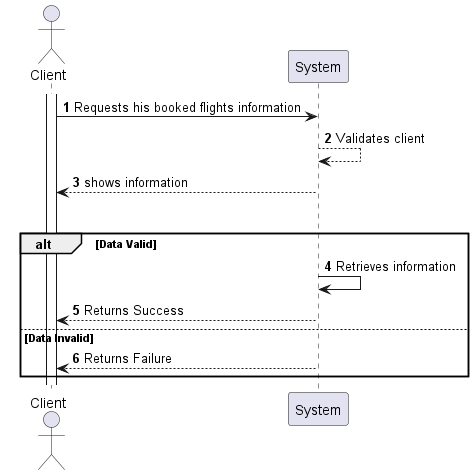 Client
System
1 Requests his booked flights information
2 Validates client
3 shows information
alt [Data Valid]
4 Retrieves information
5 Returns Success
[Data Invalid]
6 Returns Failure
Client
System